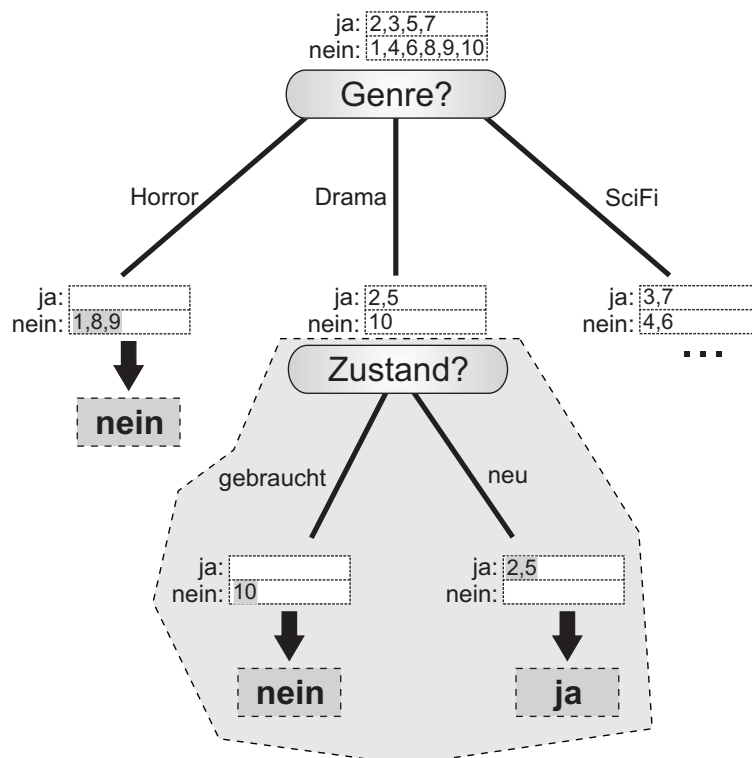 ja: 2,3,5,7
nein: 1,4,6,8,9,10
Genre?
Horror
Drama
SciFi
ja:
nein: 1,8,9
ja: 2,5
nein: 10
ja: 3,7
nein: 4,6
...
nein
Zustand?
gebraucht
neu
ja:
nein: 10
ja: 2,5
nein:
nein
ja